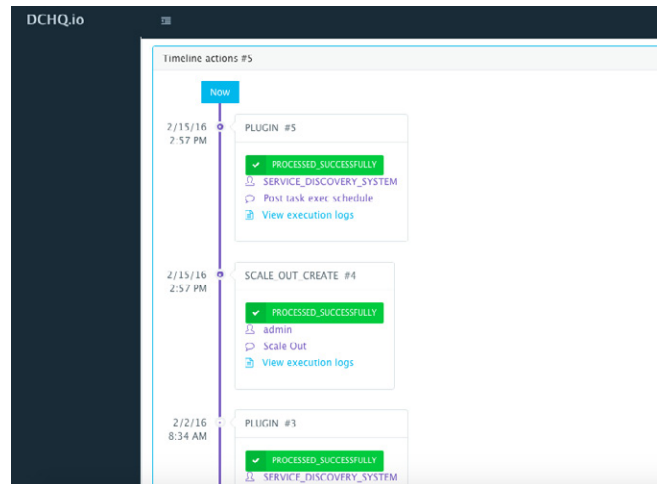 DCHQ.io
Timeline actions #5
Now
2/15/16
2:57 PM
PLUGIN #5
PROCESSED_SUCCESSFULLY
SERVICE_DISCOVERY_SYSTEM
Post task exec schedule
View execution logs
2/15/16
2:57 PM
SCALE_OUT_CREATE #4
PROCESSED_SUCCESSFULLY
admin
Scale Out
View execution logs
2/2/16
8:34 AM
PLUGIN #3
PROCESSED_SUCCESSFULLY
SERVICE_DISCOVERY_SYSTEM